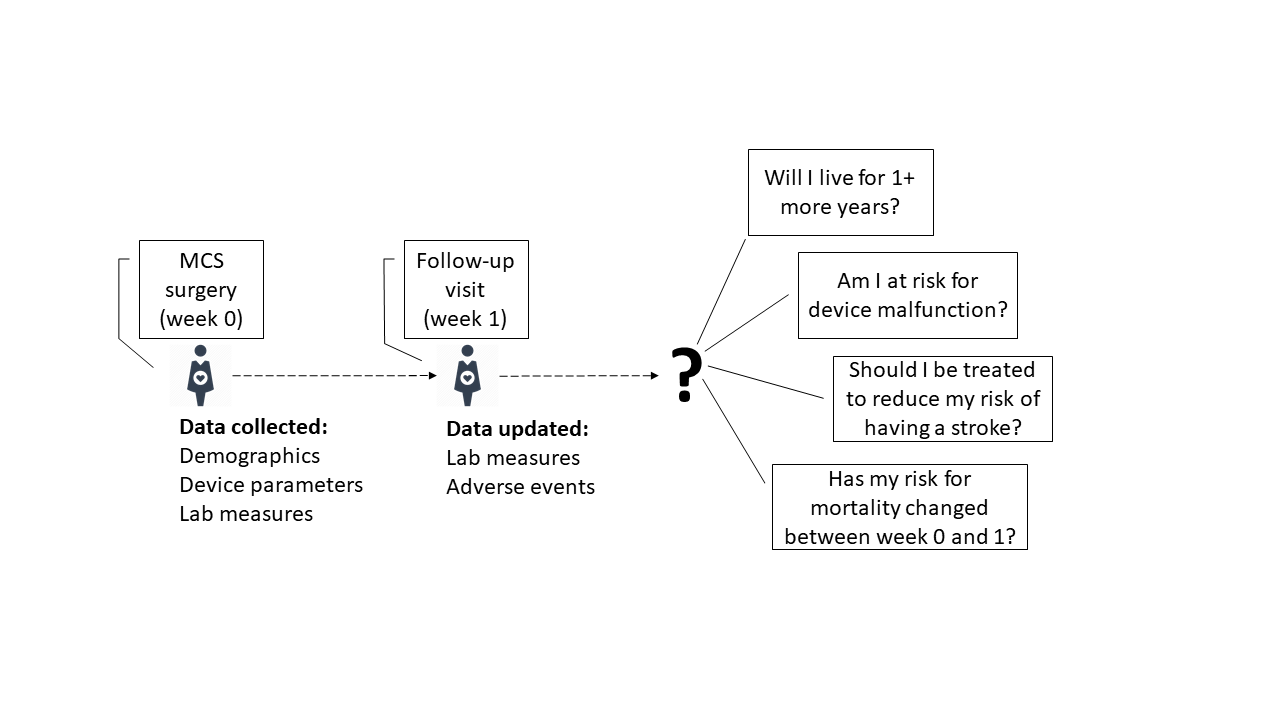 MCS
surgery
(week 0)
Data collected:
Demographics
Device parameters
Lab measures
Follow-up
visit
(week 1)
Data updated:
Lab measures
Adverse events
?
Will I live for 1+
more years?
Am I at risk for
device malfunction?
Should I be treated
to reduce my risk of
having a stroke?
Has my risk for
mortality changed
between week 0 and 1?